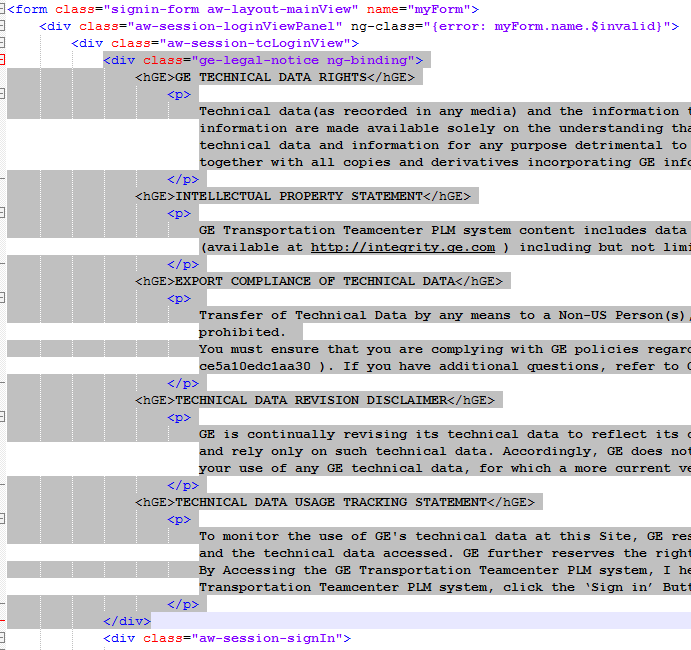 <form class="signin-form aw-layout-mainView" name="myForm">
<div class="aw-session-loginViewPanel" ng-class="{error: myForm.name.$invalid}">
<div class="aw-session-tcLoginView">
<div class="ge-legal-notice ng-binding">
<hGE>GE TECHNICAL DATA RIGHTS</hGE>
<p>
Technical data(as recorded in any media) and the information
information are made available solely on the understanding
technical data and information for any purpose detrimental to
together with all copies and derivatives incorporating GE
</p>
<hGE>INTELLECTUAL PROPERTY STATEMENT</hGE>
<p>
GE Transportation Teamcenter PLM system content includes data
(available at http://integrity.ge.com ) including but not
</p>
<hGE>EXPORT COMPLIANCE OF TECHNICAL DATA</hGE>
<p>
Transfer of Technical Data by any means to a Non-US Person(s),
prohibited.
You must ensure that you are complying with GE policies
ce5a10edc1aa30 ). If you have additional questions, refer to
</p>
<hGE>TECHNICAL DATA REVISION DISCLAIMER</hGE>
<p>
GE is continually revising its technical data to reflect its
and rely only on such technical data. Accordingly, GE does
your use of any GE technical data, for which a more current
</p>
<hGE>TECHNICAL DATA USAGE TRACKING STATEMENT</hGE>
<p>
To monitor the use of GE's technical data at this Site, GE
and the technical data accessed. GE further reserves the
By Accessing the GE Transportation Teamcenter PLM system, I
Transportation Teamcenter PLM system, click the ‘Sign in’
</p>
</div>
<div class="aw-session-signIn">